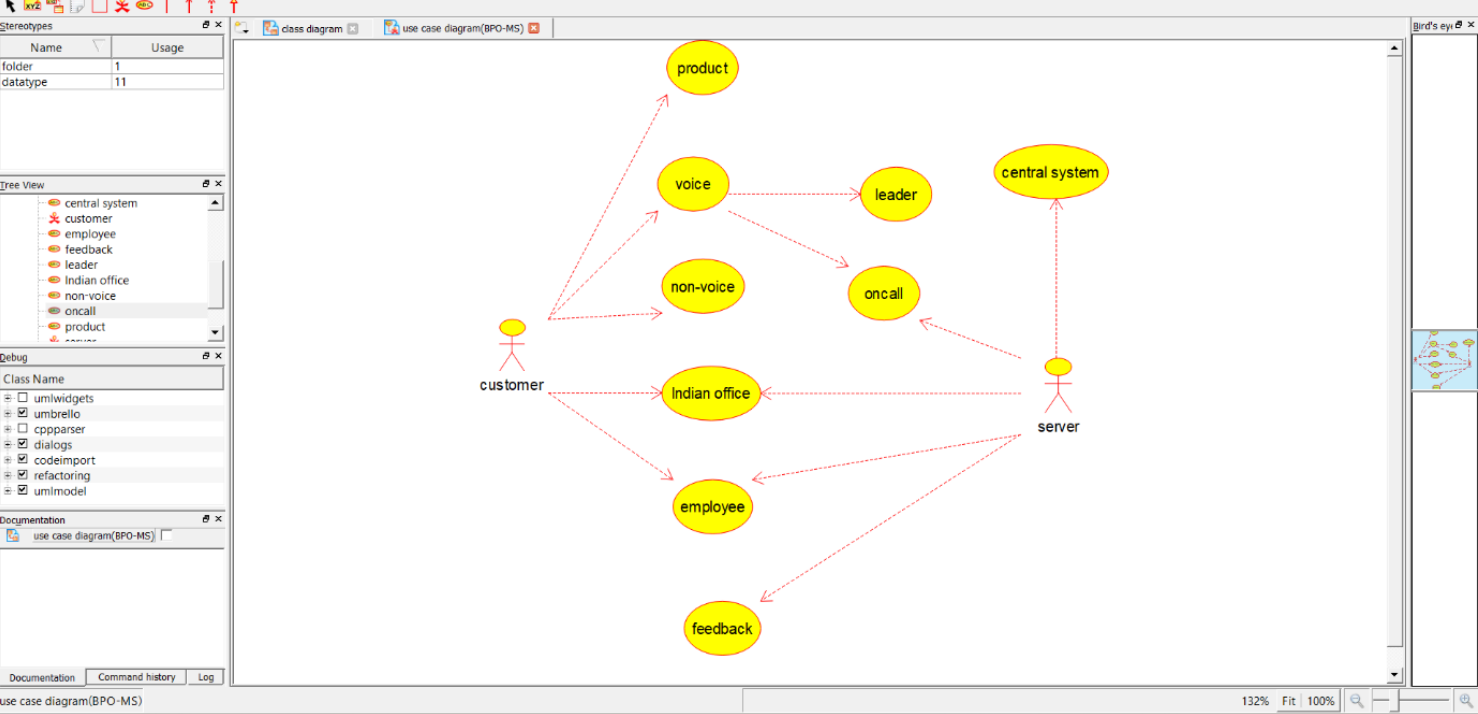 XYZ
Stereotypes
Name Usage
folder 1
datatype 11
Tree View
central system
customer
employee
feedback
leader
Indian office
non-voice
oncall
product
Debug
Class Name
umlwidgets
umbrello
cppparser
dialogs
codeimport
refactoring
umlmodel
Documentation
use case diagram(BPO-MS)
Documentation Command history Log
use case diagram(BPO-MS)
class diagram use case diagram(BPO-MS)
product
voice
leader
central system
non-voice
oncall
customer
Indian office
server
employee
feedback
Bird's eye
132% Fit 100%